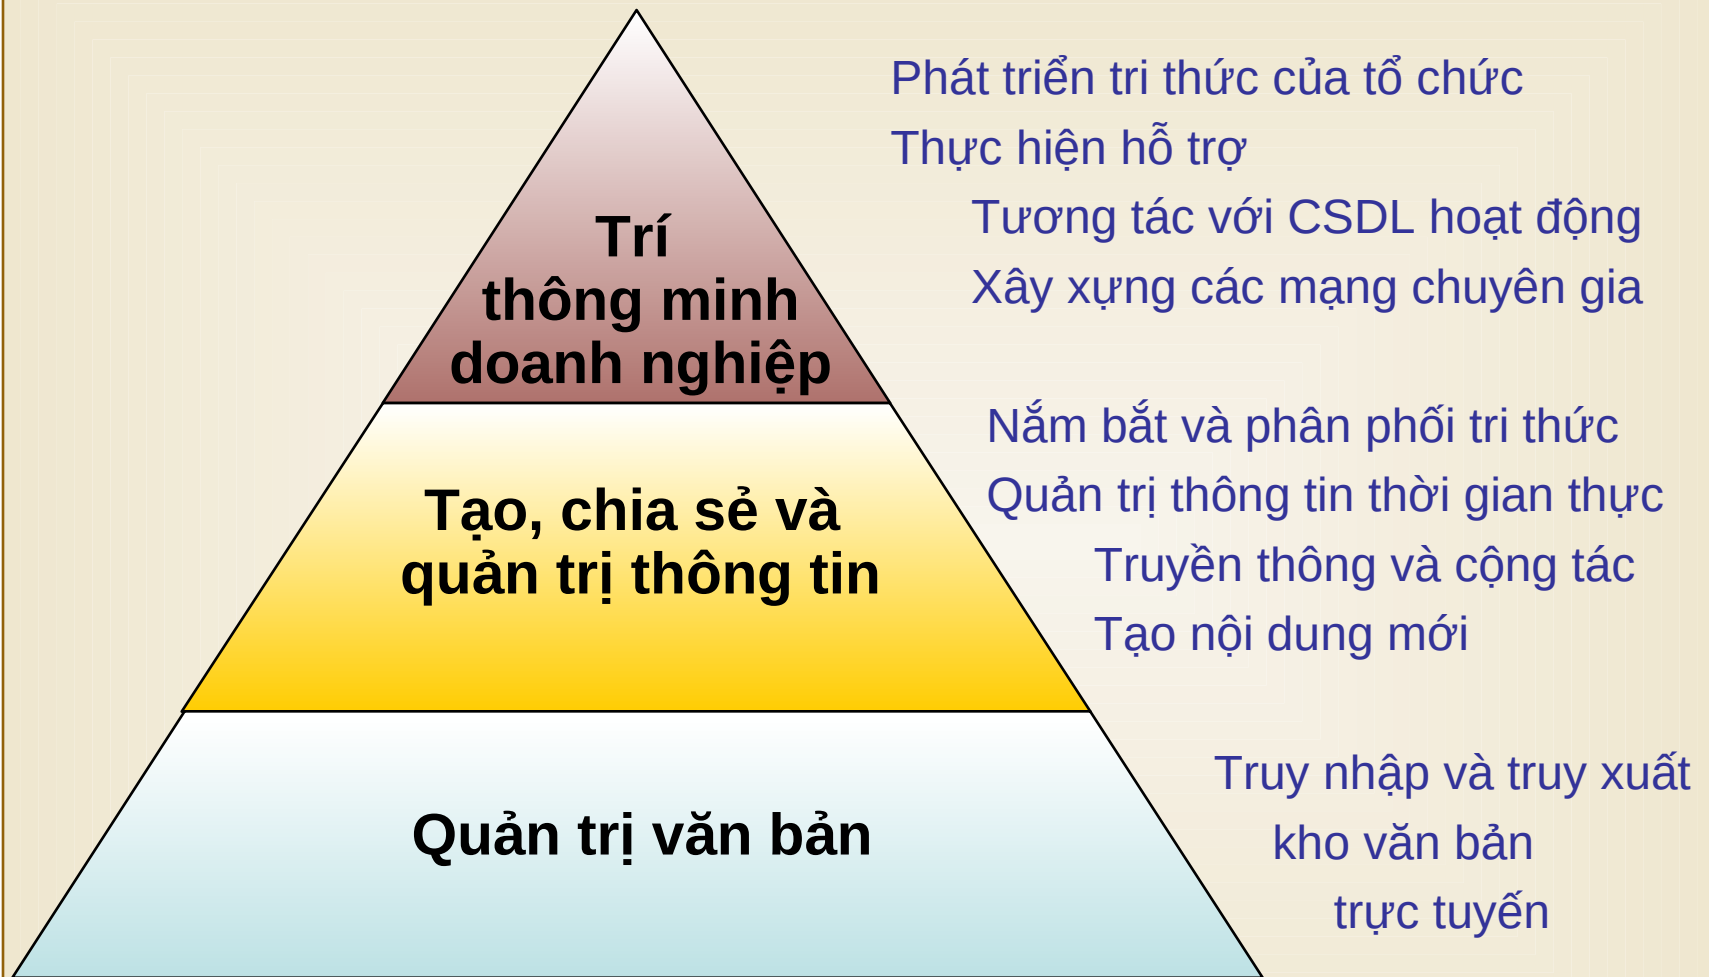 Phát triển tri thức của tổ chức
Thực hiện hỗ trợ
Tương tác với CSDL hoạt động
Xây xựng các mạng chuyên gia
Trí
thông minh
doanh nghiệp
Nắm bắt và phân phối tri thức
Quản trị thông tin thời gian thực
Truyền thông và cộng tác
Tạo nội dung mới
Tạo, chia sẻ và
quản trị thông tin
Truy nhập và truy xuất
kho văn bản
trực tuyến
Quản trị văn bản